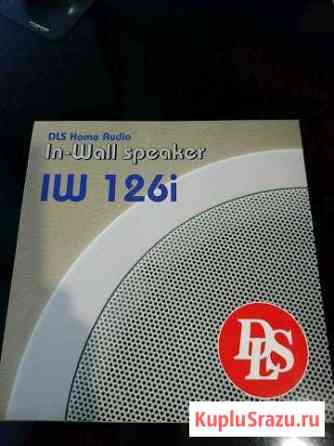 DLS Home Audio
In-Wall speaker
IW 126i
DLS
KupluSrazu.ru